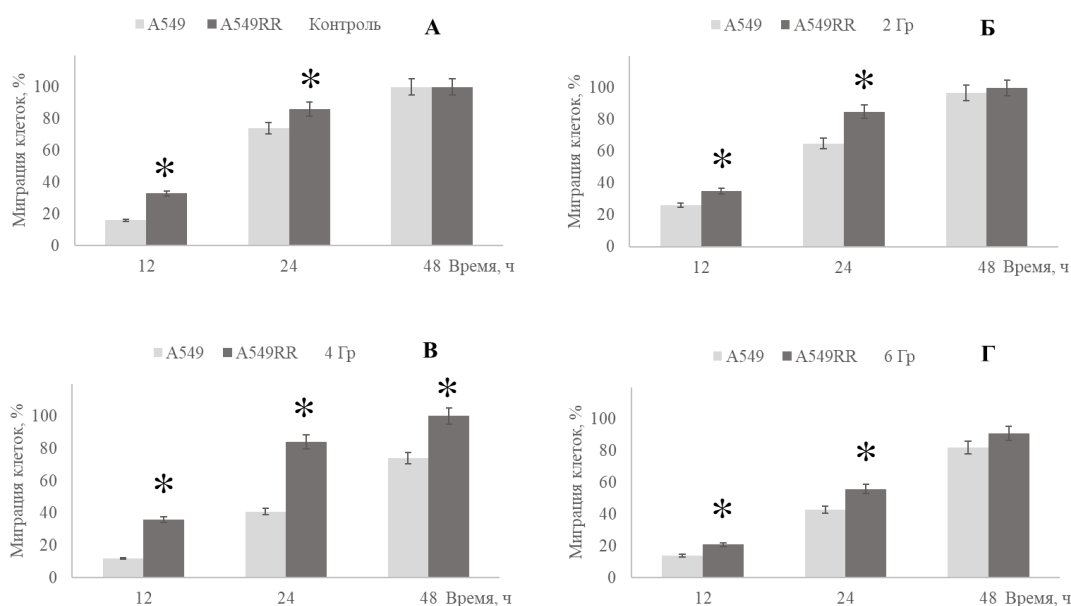 A549 A549RR Контроль А
Миграция клеток, %
100
80
60
40
20
0
* *
12 24 48 Время, ч
A549 A549RR 2 Гр Б
Миграция клеток, %
100
80
60
40
20
0
* *
12 24 48 Время, ч
A549 A549RR 4 Гр В
Миграция клеток, %
100
80
60
40
20
0
* * *
12 24 48 Время, ч
A549 A549RR 6 Гр Г
Миграция клеток, %
100
80
60
40
20
0
* *
12 24 48 Время, ч